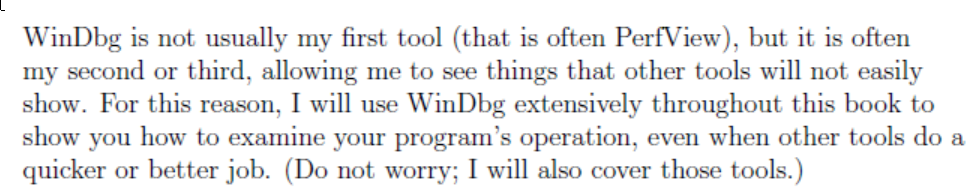 WinDbg is not usually my first tool (that is often PerfView), but it is often
my second or third, allowing me to see things that other tools will not easily
show. For this reason, I will use WinDbg extensively throughout this book to
show you how to examine your program's operation, even when other tools do a
quicker or better job. (Do not worry; I will also cover those tools.)